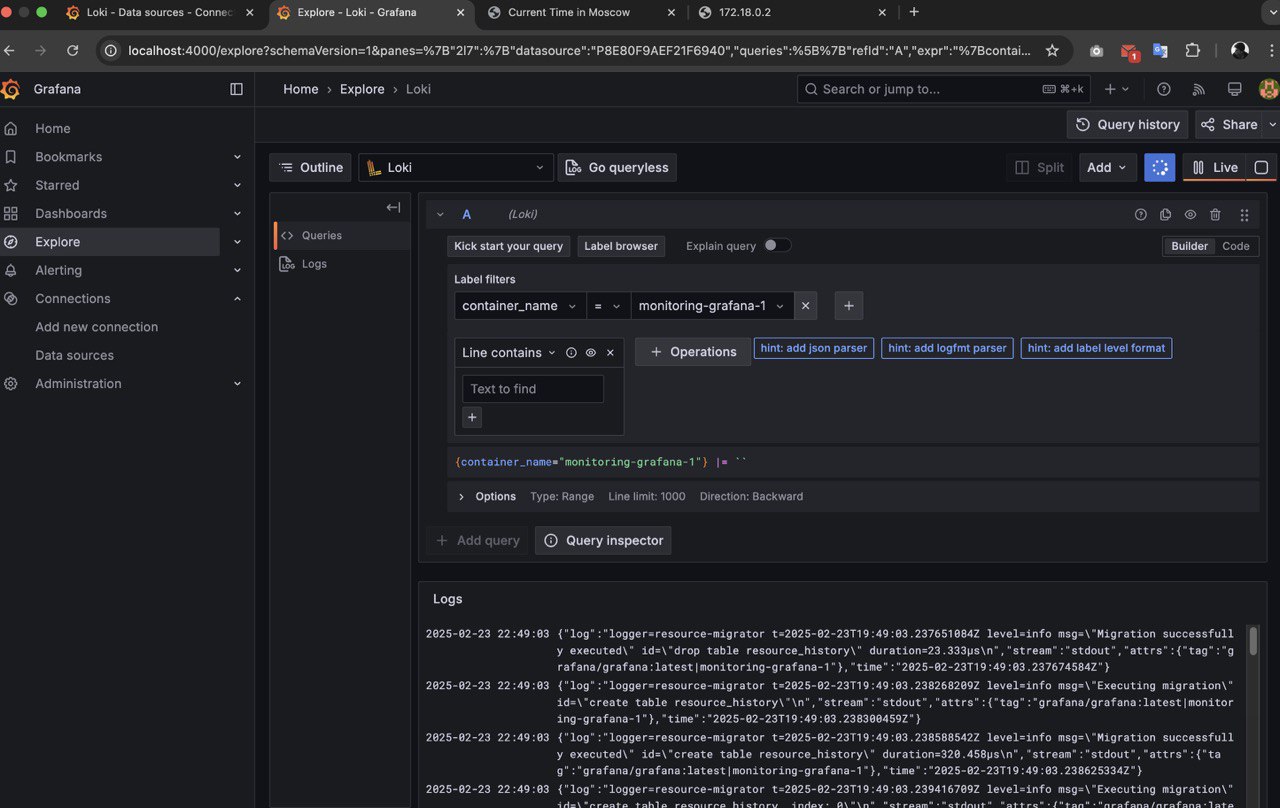 Loki - Data sources - Connec
Explore - Loki - Grafana
Current Time in Moscow
172.18.0.2
localhost:4000/explore?schemaVersion=1&panes=%7B"2l7":%7B"datasource":"P8E80F9AEF21F6940","queries":%5B%7B"refId":"A","expr":"%7Bcontai...
1
Grafana
Home › Explore › Loki
Search or jump to...
⌘+k
Home
Bookmarks
Starred
Dashboards
Explore
Alerting
Connections
Add new connection
Data sources
Administration
Query history
Share
Outline
Loki
Go queryless
Split
Add
Live
Queries
Logs
A (Loki)
Kick start your query
Label browser
Explain query
Builder
Code
Label filters
container_name
=
monitoring-grafana-1
Line contains
Operations
hint: add json parser
hint: add logfmt parser
hint: add label level format
Text to find
{container_name="monitoring-grafana-1"} |= ``
Options Type: Range Line limit: 1000 Direction: Backward
+ Add query
Query inspector
Logs
2025-02-23 22:49:03 {"log":"logger=resource-migrator t=2025-02-23T19:49:03.237651084Z level=info msg=\"Migration successfull
y executed\" id=\"drop table resource_history\" duration=23.333µs\n","stream":"stdout","attrs":{"tag":"g
rafana/grafana:latest|monitoring-grafana-1"},"time":"2025-02-23T19:49:03.237674584Z"}
2025-02-23 22:49:03 {"log":"logger=resource-migrator t=2025-02-23T19:49:03.238268209Z level=info msg=\"Executing migration\"
id=\"create table resource_history\"\n","stream":"stdout","attrs":{"tag":"grafana/grafana:latest|monitor
ing-grafana-1"},"time":"2025-02-23T19:49:03.238300459Z"}
2025-02-23 22:49:03 {"log":"logger=resource-migrator t=2025-02-23T19:49:03.238588542Z level=info msg=\"Migration successfull
y executed\" id=\"create table resource_history\" duration=320.458µs\n","stream":"stdout","attrs":{"ta
g":"grafana/grafana:latest|monitoring-grafana-1"},"time":"2025-02-23T19:49:03.238625334Z"}
2025-02-23 22:49:03 {"log":"logger=resource-migrator t=2025-02-23T19:49:03.239416709Z level=info msg=\"Executing migration\"
id=\"create table resource_history, index: 0\"\n","stream":"stdout","attrs":{"tag":"grafana/grafana:late